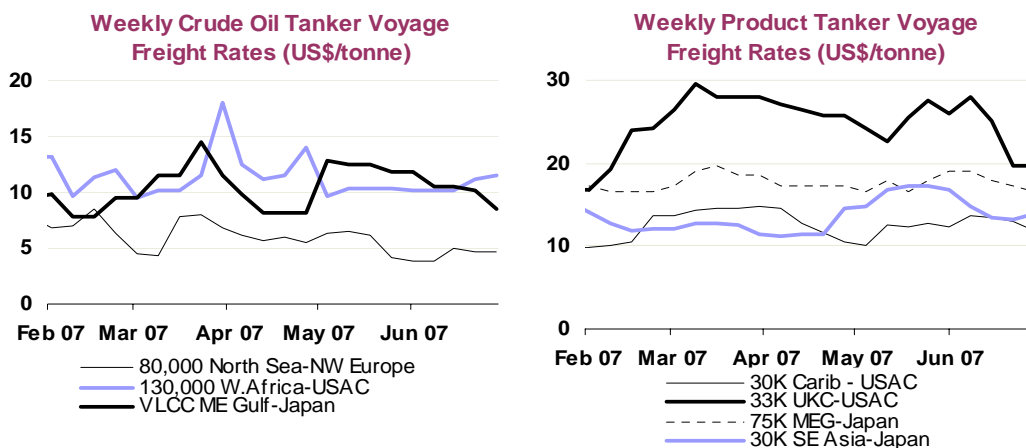 Weekly Crude Oil Tanker Voyage
Freight Rates (US$/tonne)
20
15
10
5
0
Feb 07 Mar 07 Apr 07 May 07 Jun 07
80,000 North Sea-NW Europe
130,000 W.Africa-USAC
VLCC ME Gulf-Japan
Weekly Product Tanker Voyage
Freight Rates (US$/tonne)
30
20
10
0
Feb 07 Mar 07 Apr 07 May 07 Jun 07
30K Carib - USAC
33K UKC-USAC
75K MEG-Japan
30K SE Asia-Japan